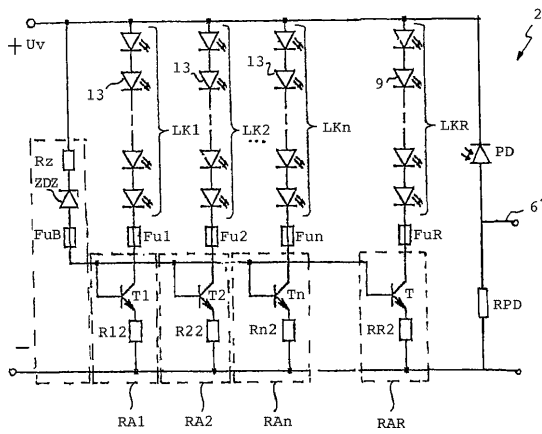 + Uv
2
13
13
13
9
LK1
LK2
...
LKn
LKR
PD
Rz
ZDZ
FuB
Fu1
Fu2
Fun
FuR
6'
T1
T2
Tn
T
R12
R22
Rn2
RR2
RPD
−
RA1
RA2
RAn
RAR